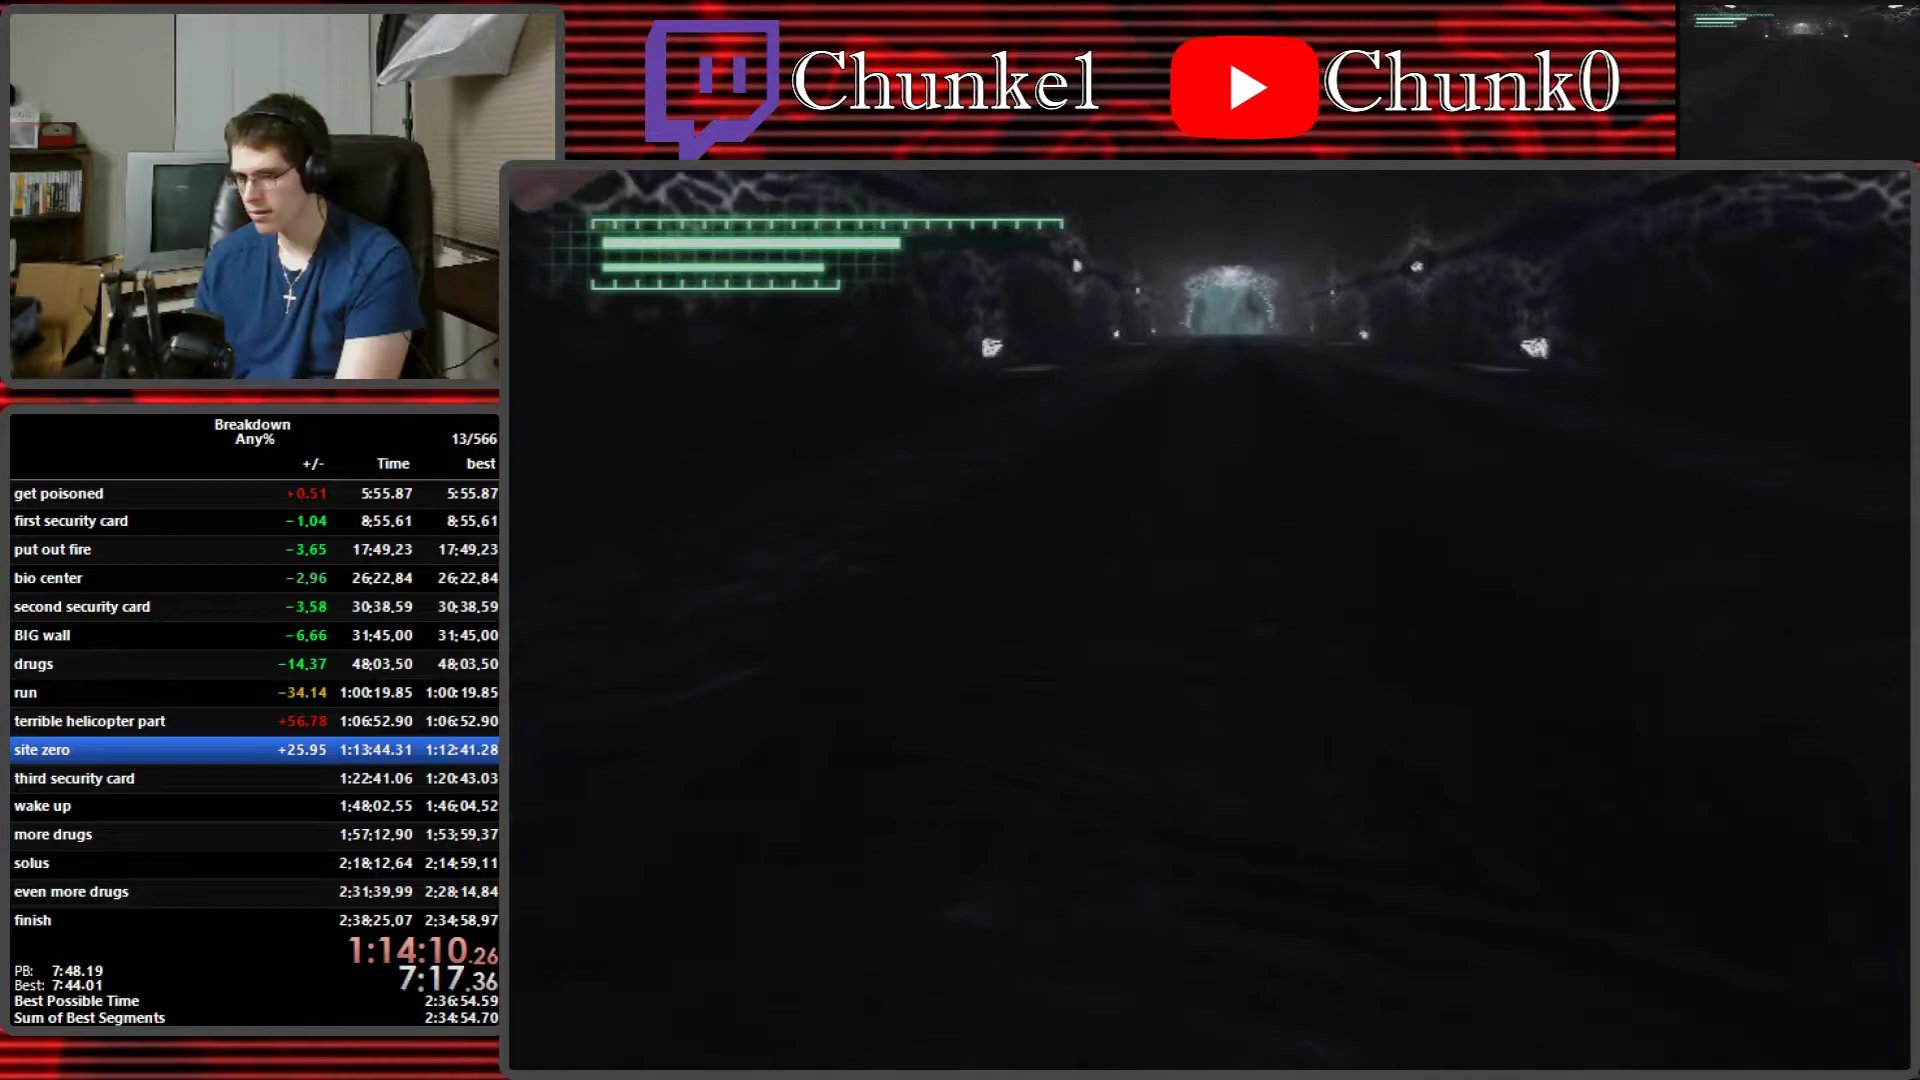 Chunke1
Chunk0
Breakdown
Any% 13/566
+/- Time best
get poisoned +0.51 5:55.87 5:55.87
first security card −1.04 8:55.61 8:55.61
put out fire −3.65 17:49.23 17:49.23
bio center −2.96 26:22.84 26:22.84
second security card −3.58 30:38.59 30:38.59
BIG wall −6.66 31:45.00 31:45.00
drugs −14.37 48:03.50 48:03.50
run −34.14 1:00:19.85 1:00:19.85
terrible helicopter part +56.78 1:06:52.90 1:06:52.90
site zero +25.95 1:13:44.31 1:12:41.28
third security card 1:22:41.06 1:20:43.03
wake up 1:48:02.55 1:46:04.52
more drugs 1:57:12.90 1:53:59.37
solus 2:18:12.64 2:14:59.11
even more drugs 2:31:39.99 2:28:14.84
finish 2:38:25.07 2:34:58.97
1:14:10.26
PB: 7:48.19 7:17.36
Best: 7:44.01
Best Possible Time 2:36:54.59
Sum of Best Segments 2:34:54.70